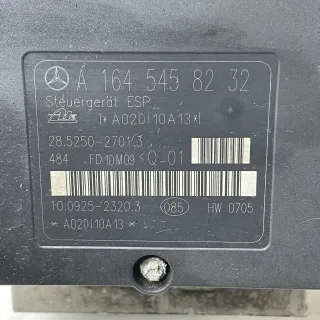 A 164 545 82 32
Steuergerät ESP
Ate |*A020I10A13*|
28.5250-2701.3
484 FD10M09 Q-01
10.0925-2320.3 085 HW 0705
*A020I10A13*